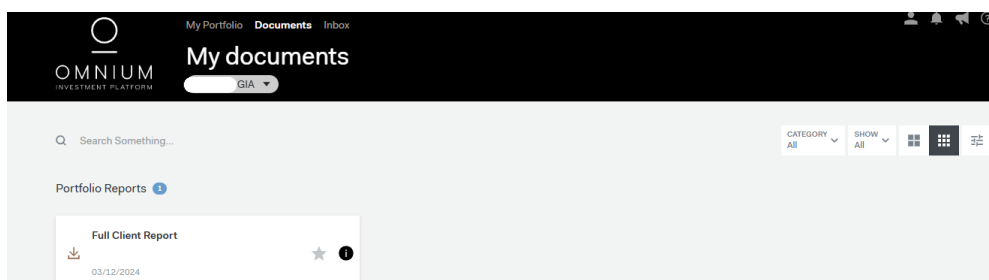 My Portfolio Documents Inbox
My documents
OMNIUM
INVESTMENT PLATFORM
GIA
Search Something...
CATEGORY
All
SHOW
All
Portfolio Reports 1
Full Client Report
03/12/2024